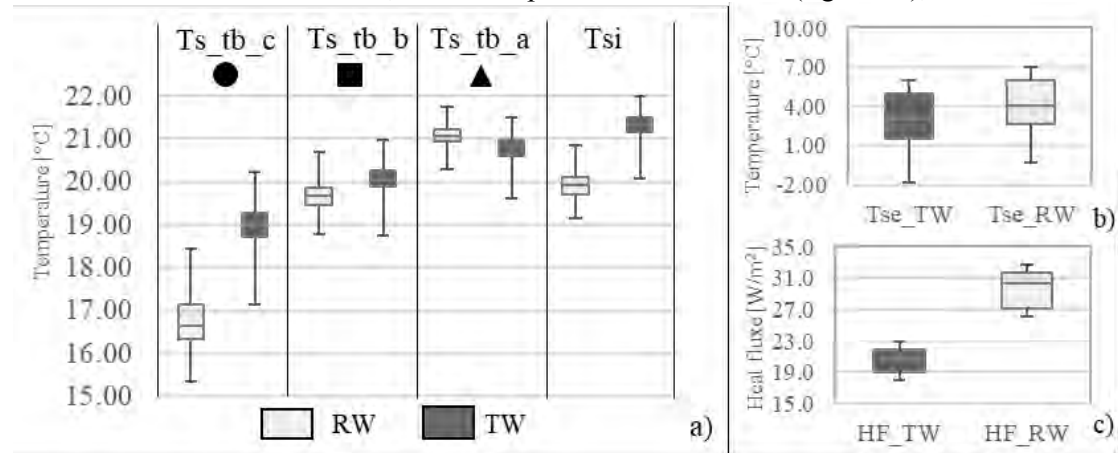 Ts_tb_c Ts_tb_b Ts_tb_a Tsi
Temperature [°C]
22.00
21.00
20.00
19.00
18.00
17.00
16.00
15.00
RW TW a)
Temperature [°C]
10.00
7.00
4.00
1.00
-2.00
Tse_TW Tse_RW b)
Heat fluxe [W/m²]
35.0
31.0
27.0
23.0
19.0
15.0
HF_TW HF_RW c)